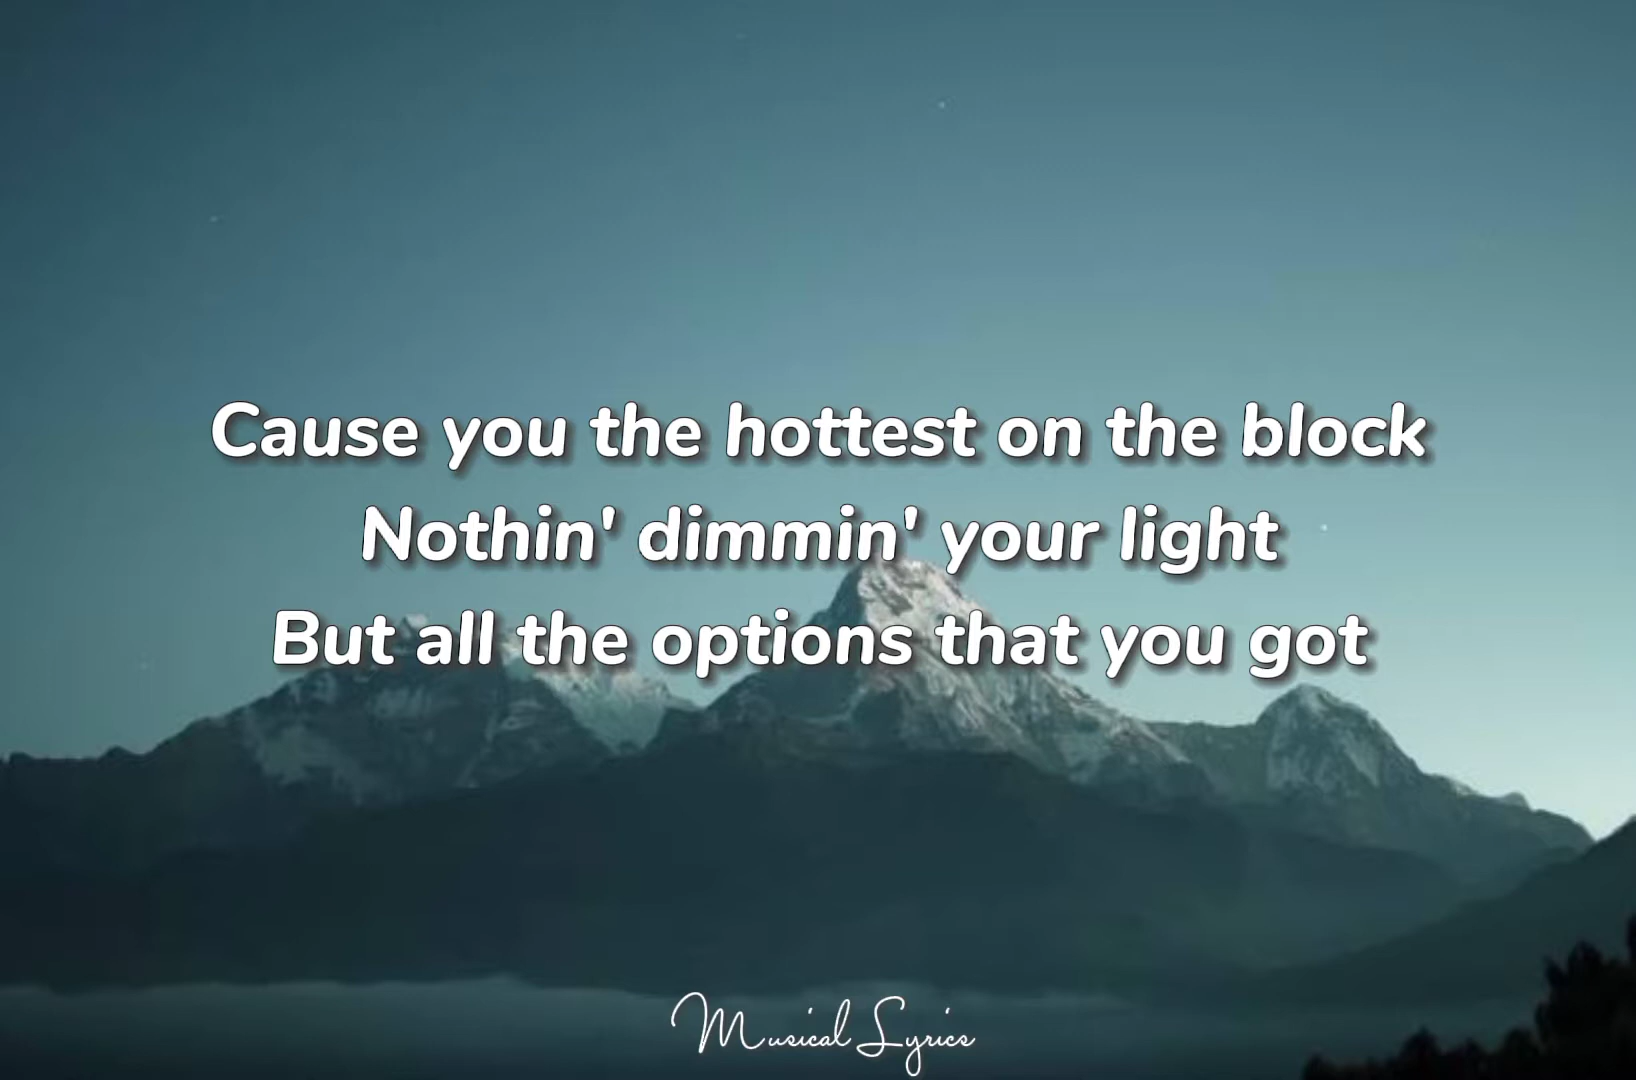 Cause you the hottest on the block
Nothin' dimmin' your light
But all the options that you got
Musical Lyrics